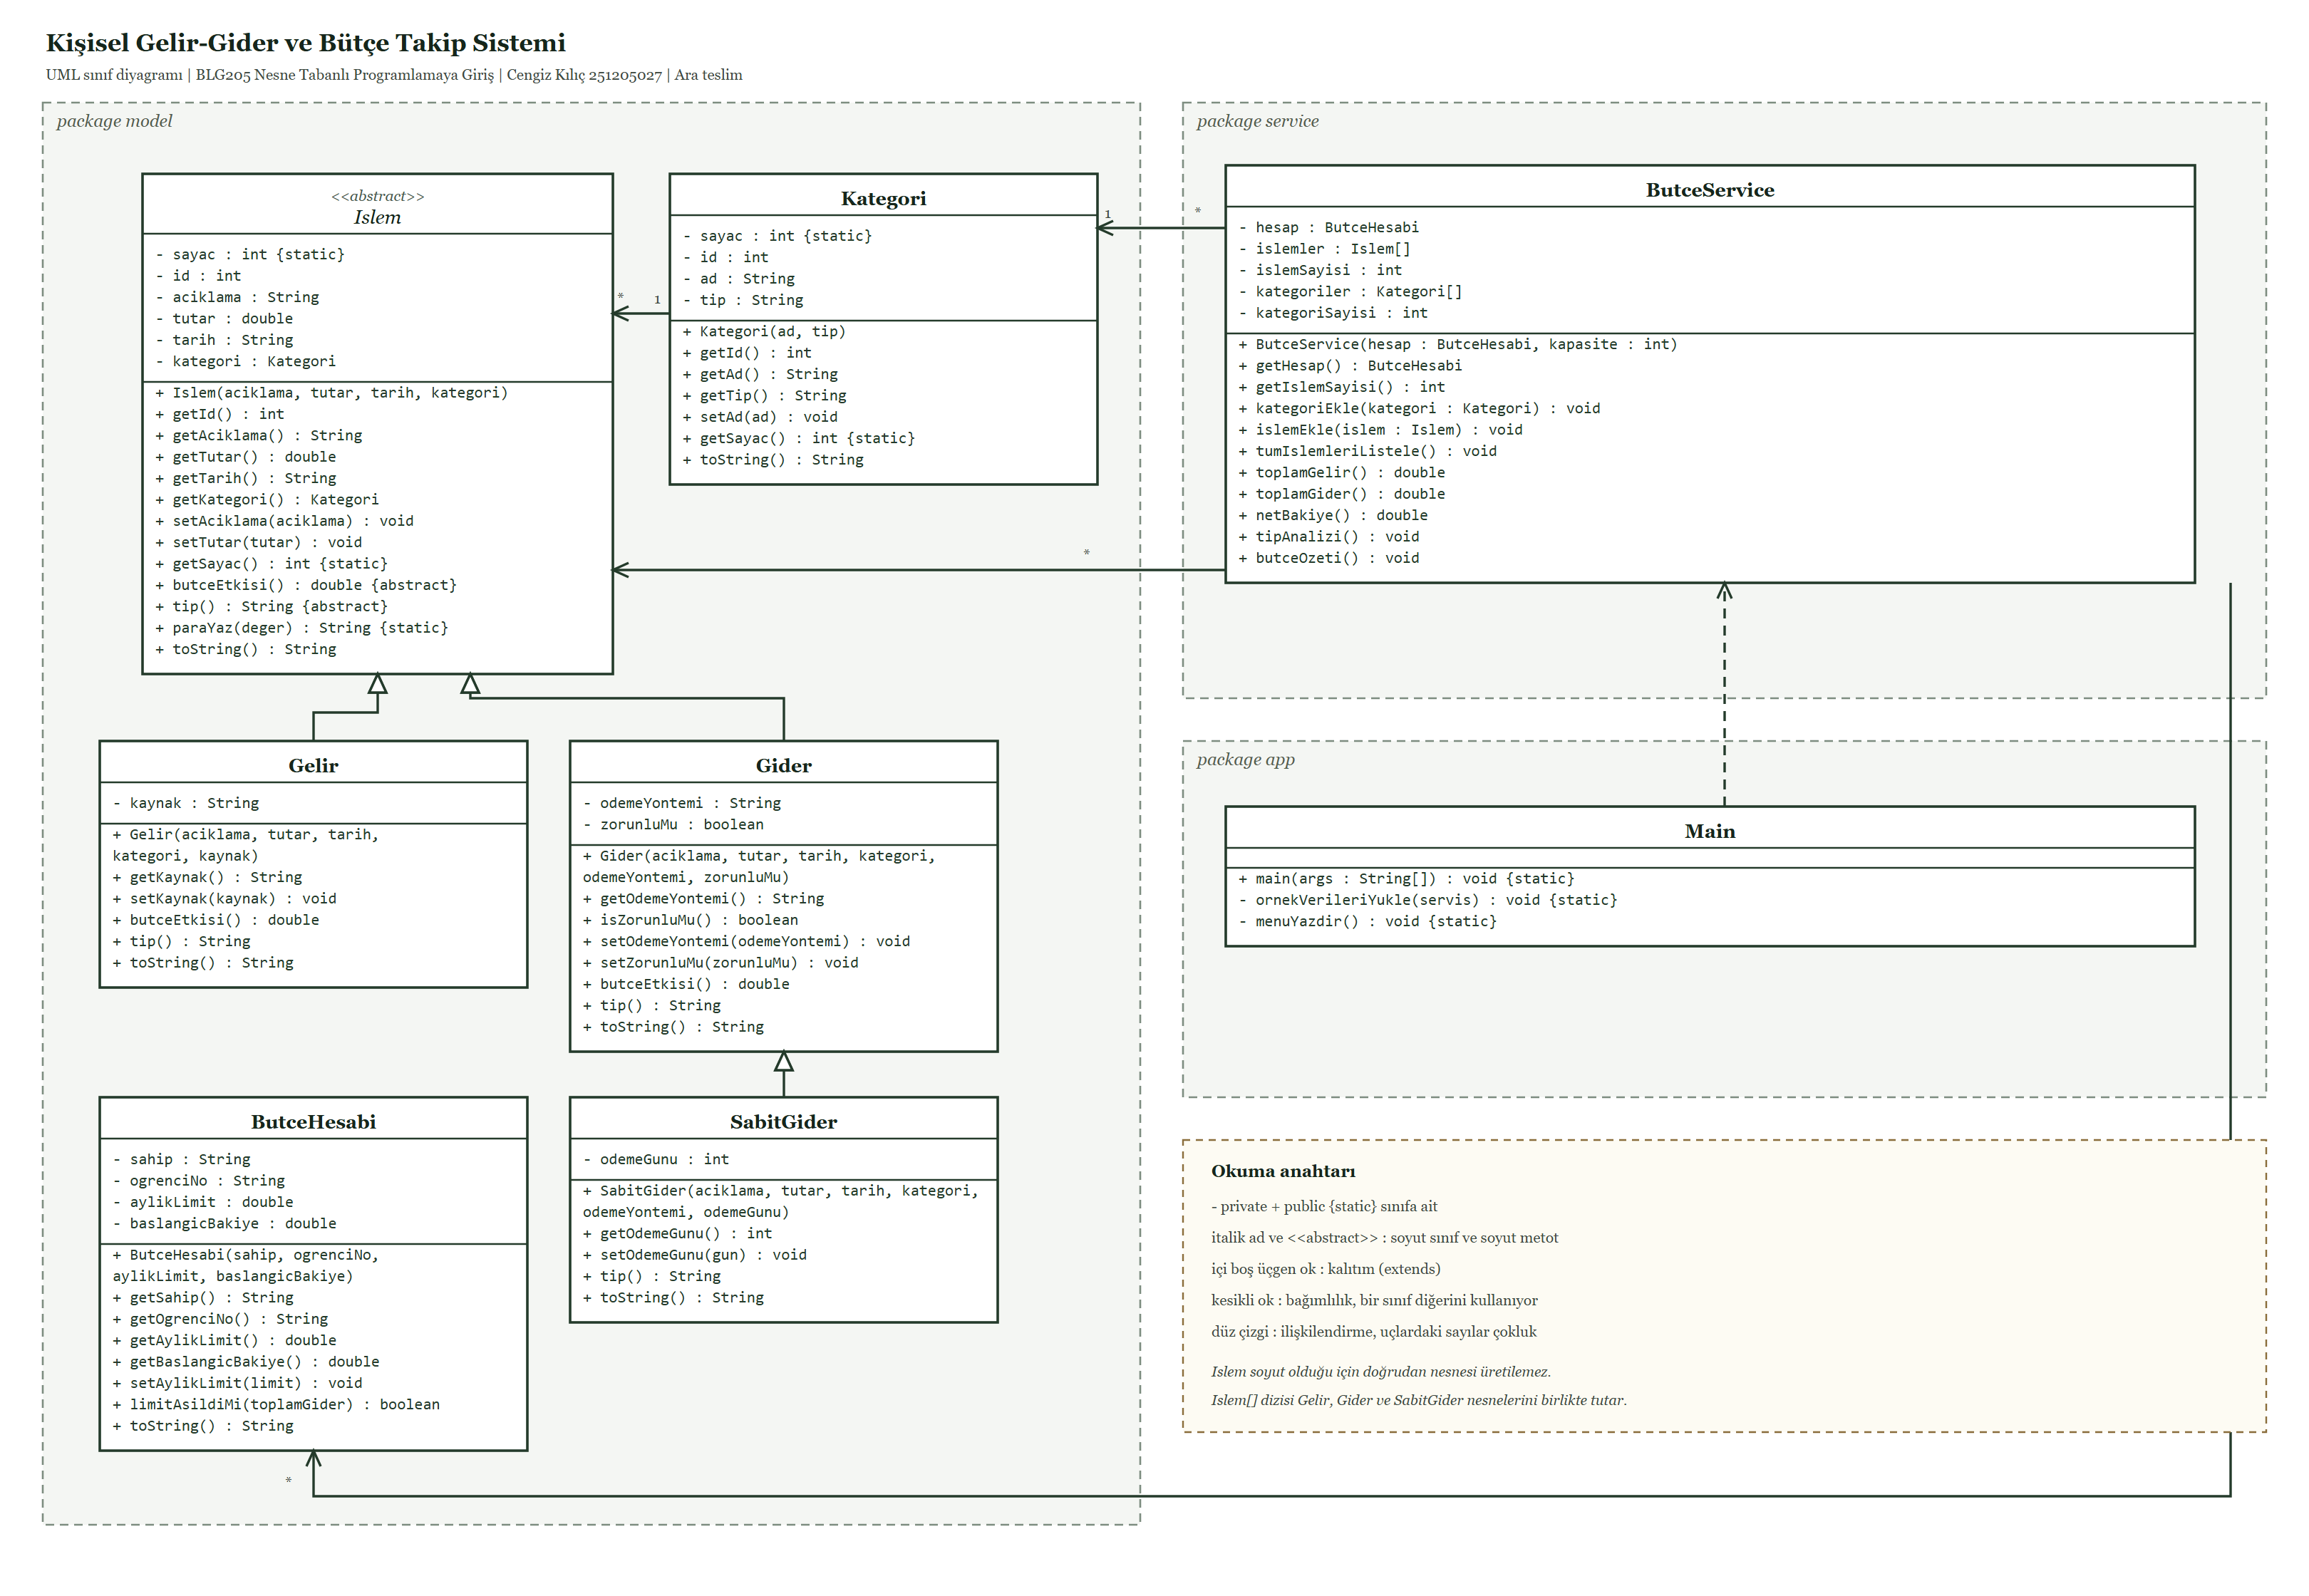 Kişisel Gelir-Gider ve Bütçe Takip Sistemi
UML sınıf diyagramı | BLG205 Nesne Tabanlı Programlamaya Giriş | Cengiz Kılıç 251205027 | Ara teslim
package model
<<abstract>>
Islem
- sayac : int {static}
- id : int
- aciklama : String
- tutar : double
- tarih : String
- kategori : Kategori
+ Islem(aciklama, tutar, tarih, kategori)
+ getId() : int
+ getAciklama() : String
+ getTutar() : double
+ getTarih() : String
+ getKategori() : Kategori
+ setAciklama(aciklama) : void
+ setTutar(tutar) : void
+ getSayac() : int {static}
+ butceEtkisi() : double {abstract}
+ tip() : String {abstract}
+ paraYaz(deger) : String {static}
+ toString() : String
* 1
Kategori
- sayac : int {static}
- id : int
- ad : String
- tip : String
+ Kategori(ad, tip)
+ getId() : int
+ getAd() : String
+ getTip() : String
+ setAd(ad) : void
+ getSayac() : int {static}
+ toString() : String
1 *
*
Gelir
- kaynak : String
+ Gelir(aciklama, tutar, tarih,
kategori, kaynak)
+ getKaynak() : String
+ setKaynak(kaynak) : void
+ butceEtkisi() : double
+ tip() : String
+ toString() : String
Gider
- odemeYontemi : String
- zorunluMu : boolean
+ Gider(aciklama, tutar, tarih, kategori,
odemeYontemi, zorunluMu)
+ getOdemeYontemi() : String
+ isZorunluMu() : boolean
+ setOdemeYontemi(odemeYontemi) : void
+ setZorunluMu(zorunluMu) : void
+ butceEtkisi() : double
+ tip() : String
+ toString() : String
ButceHesabi
- sahip : String
- ogrenciNo : String
- aylikLimit : double
- baslangicBakiye : double
+ ButceHesabi(sahip, ogrenciNo,
aylikLimit, baslangicBakiye)
+ getSahip() : String
+ getOgrenciNo() : String
+ getAylikLimit() : double
+ getBaslangicBakiye() : double
+ setAylikLimit(limit) : void
+ limitAsildiMi(toplamGider) : boolean
+ toString() : String
*
SabitGider
- odemeGunu : int
+ SabitGider(aciklama, tutar, tarih, kategori,
odemeYontemi, odemeGunu)
+ getOdemeGunu() : int
+ setOdemeGunu(gun) : void
+ tip() : String
+ toString() : String
package service
ButceService
- hesap : ButceHesabi
- islemler : Islem[]
- islemSayisi : int
- kategoriler : Kategori[]
- kategoriSayisi : int
+ ButceService(hesap : ButceHesabi, kapasite : int)
+ getHesap() : ButceHesabi
+ getIslemSayisi() : int
+ kategoriEkle(kategori : Kategori) : void
+ islemEkle(islem : Islem) : void
+ tumIslemleriListele() : void
+ toplamGelir() : double
+ toplamGider() : double
+ netBakiye() : double
+ tipAnalizi() : void
+ butceOzeti() : void
package app
Main
+ main(args : String[]) : void {static}
- ornekVerileriYukle(servis) : void {static}
- menuYazdir() : void {static}
Okuma anahtarı
- private + public {static} sınıfa ait
italik ad ve <<abstract>> : soyut sınıf ve soyut metot
içi boş üçgen ok : kalıtım (extends)
kesikli ok : bağımlılık, bir sınıf diğerini kullanıyor
düz çizgi : ilişkilendirme, uçlardaki sayılar çokluk
Islem soyut olduğu için doğrudan nesnesi üretilemez.
Islem[] dizisi Gelir, Gider ve SabitGider nesnelerini birlikte tutar.